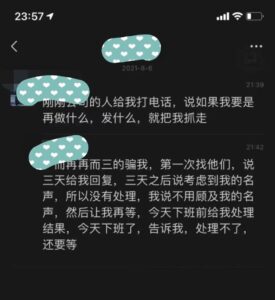 23:57
2021-8-6
21:39
刚刚公司的人给我打电话，说如果我要是
再做什么，发什么，就把我抓走
21:42
而再再而三的骗我，第一次找他们，说
三天给我回复，三天之后说考虑到我的名
声，所以没有处理，我说不用顾及我的名
声，然后让我再等，今天下班前给我处理
结果，今天下班了，告诉我，处理不了，
还要等